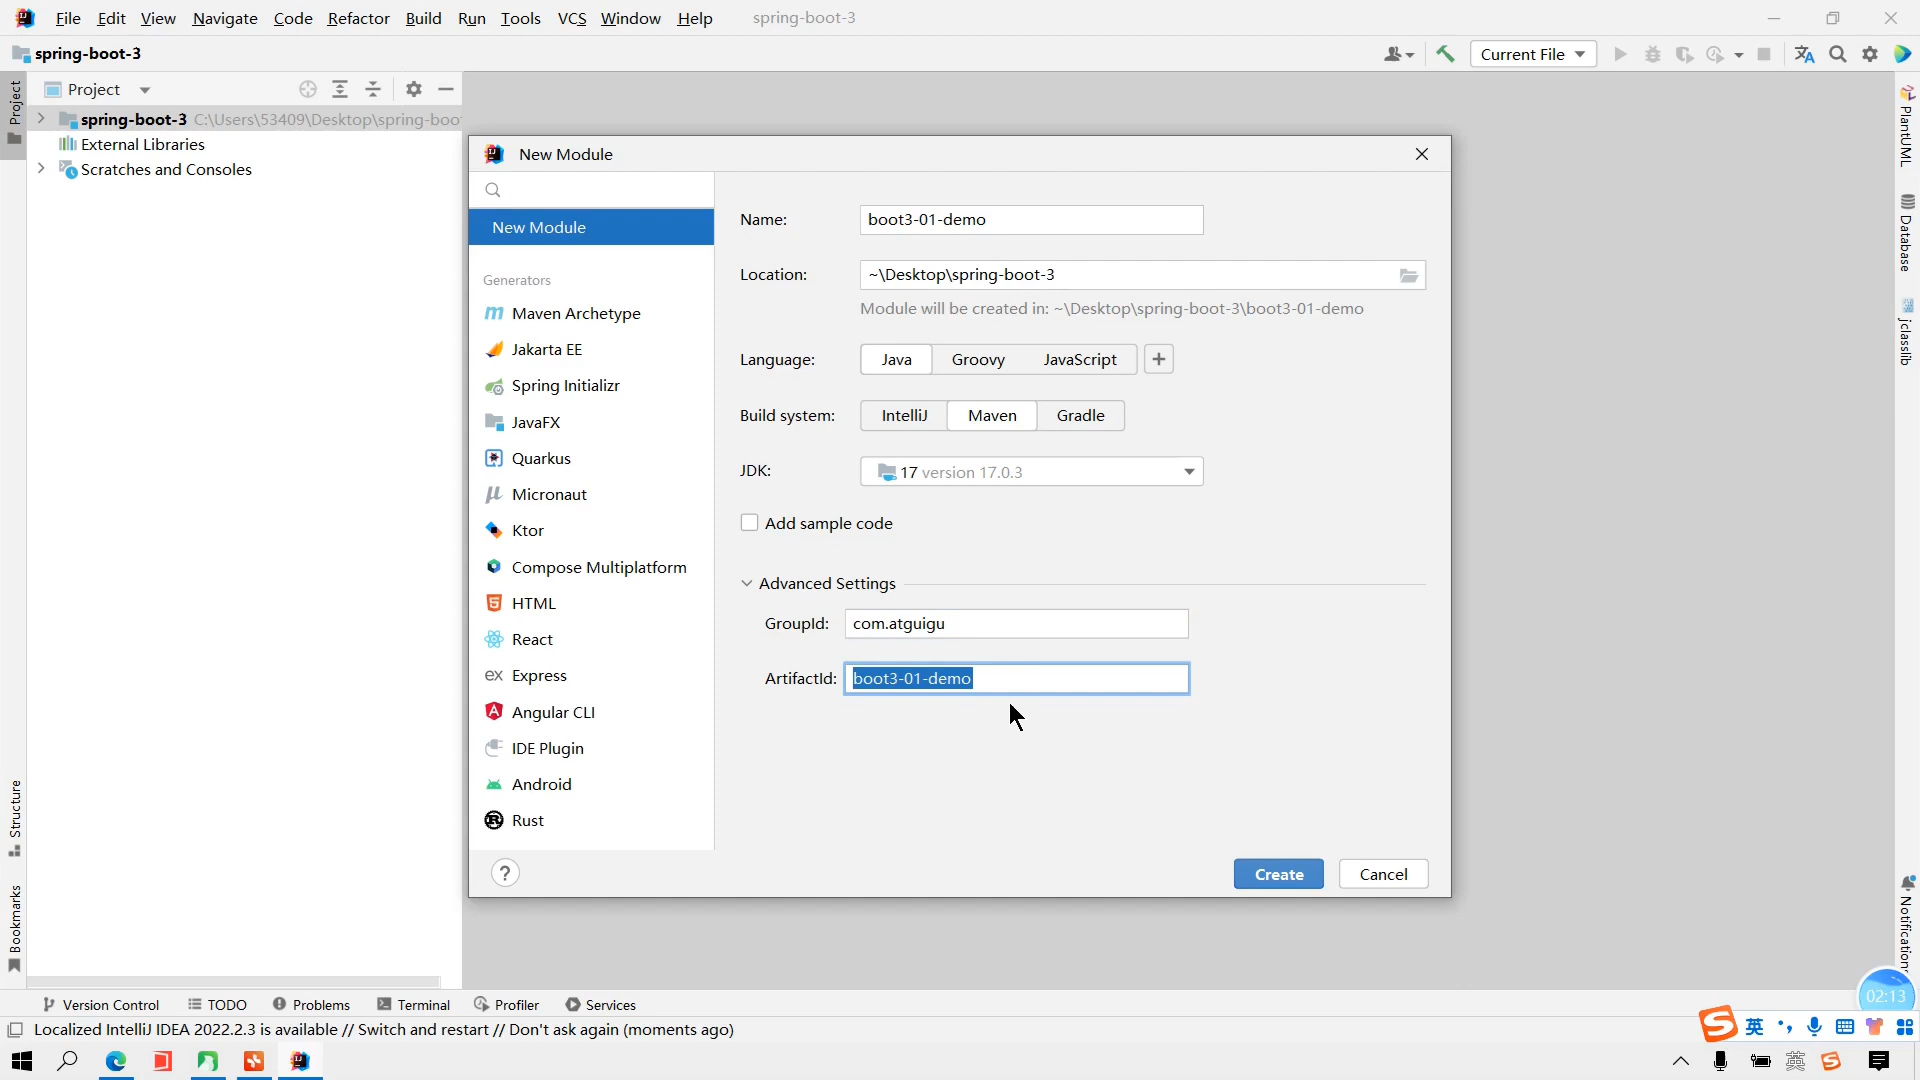 File Edit View Navigate Code Refactor Build Run Tools VCS Window Help spring-boot-3
spring-boot-3
Current File
Project
Project
spring-boot-3 C:\Users\53409\Desktop\spring-boo
External Libraries
Scratches and Consoles
Structure
Bookmarks
New Module
New Module
Generators
Maven Archetype
Jakarta EE
Spring Initializr
JavaFX
Quarkus
Micronaut
Ktor
Compose Multiplatform
HTML
React
Express
Angular CLI
IDE Plugin
Android
Rust
Name: boot3-01-demo
Location: ~\Desktop\spring-boot-3
Module will be created in: ~\Desktop\spring-boot-3\boot3-01-demo
Language: Java Groovy JavaScript
Build system: IntelliJ Maven Gradle
JDK: 17 version 17.0.3
Add sample code
Advanced Settings
GroupId: com.atguigu
ArtifactId: boot3-01-demo
? Create Cancel
PlantUML
Database
jclasslib
Notifications
Version Control TODO Problems Terminal Profiler Services
02:13
Localized IntelliJ IDEA 2022.2.3 is available // Switch and restart // Don't ask again (moments ago)
英
英